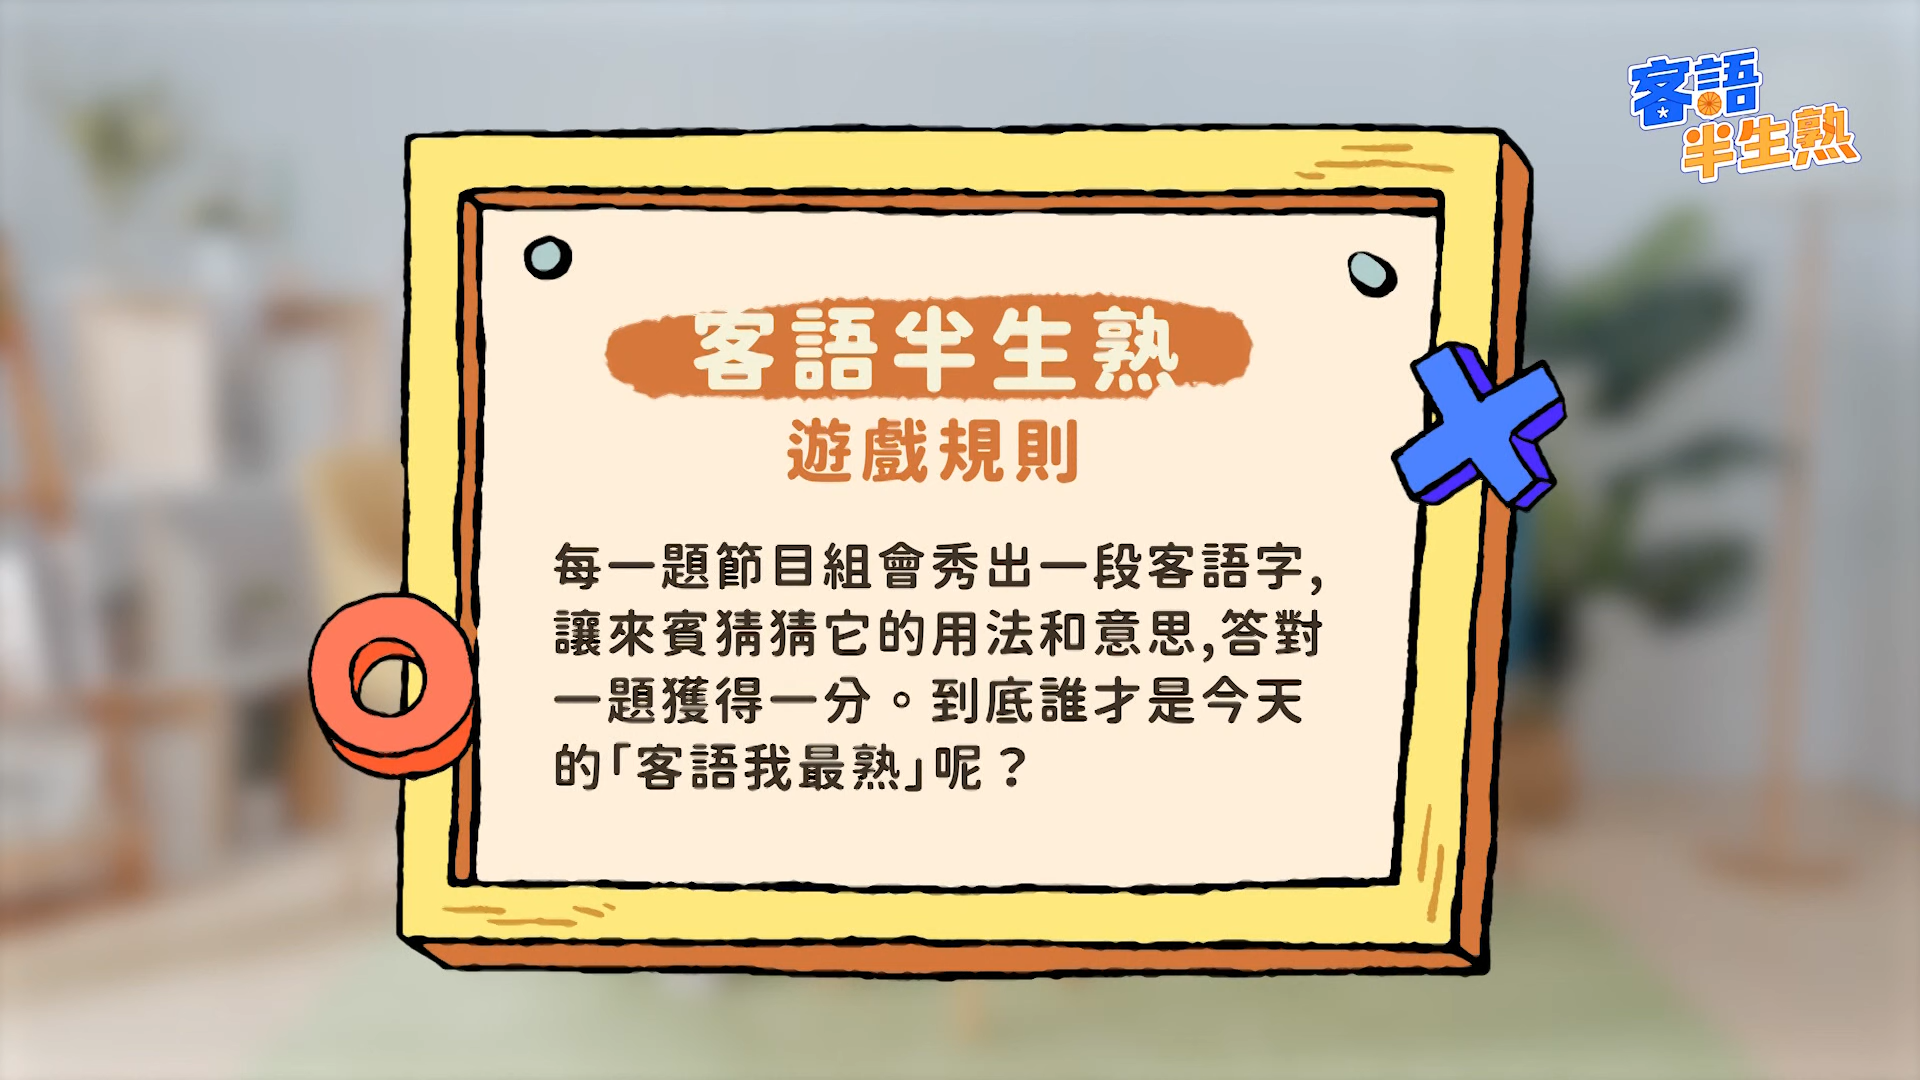 客語
半生熟
客語半生熟
遊戲規則
每一題節目組會秀出一段客語字,
讓來賓猜猜它的用法和意思,答對
一題獲得一分。到底誰才是今天
的「客語我最熟」呢？